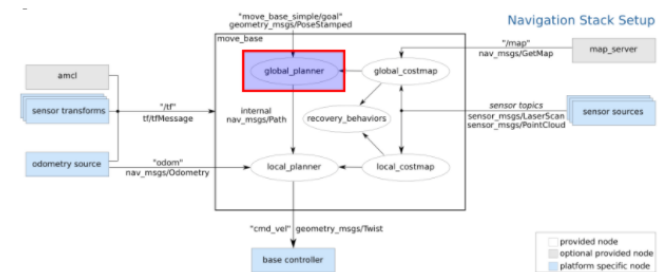 "move_base_simple/goal"
geometry_msgs/PoseStamped
Navigation Stack Setup
move_base
"/map"
nav_msgs/GetMap
map_server
amcl
global_planner
global_costmap
sensor transforms
"/tf"
tf/tfMessage
internal
nav_msgs/Path
recovery_behaviors
sensor topics
sensor_msgs/LaserScan
sensor_msgs/PointCloud
sensor sources
odometry source
"odom"
nav_msgs/Odometry
local_planner
local_costmap
"cmd_vel" geometry_msgs/Twist
base controller
provided node
optional provided node
platform specific node